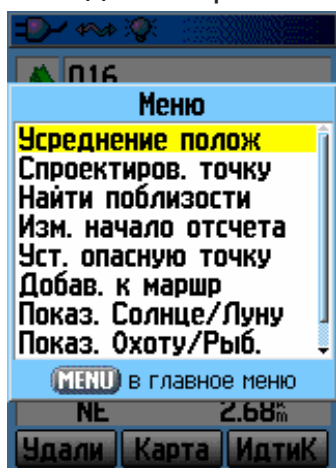 016
Меню
Усреднение полож
Спроектиров. точку
Найти поблизости
Изм. начало отсчета
Уст. опасную точку
Добав. к маршр
Показ. Солнце/Луну
Показ. Охоту/Рыб.
MENU в главное меню
NE 2.68
Удали Карта ИдтиК